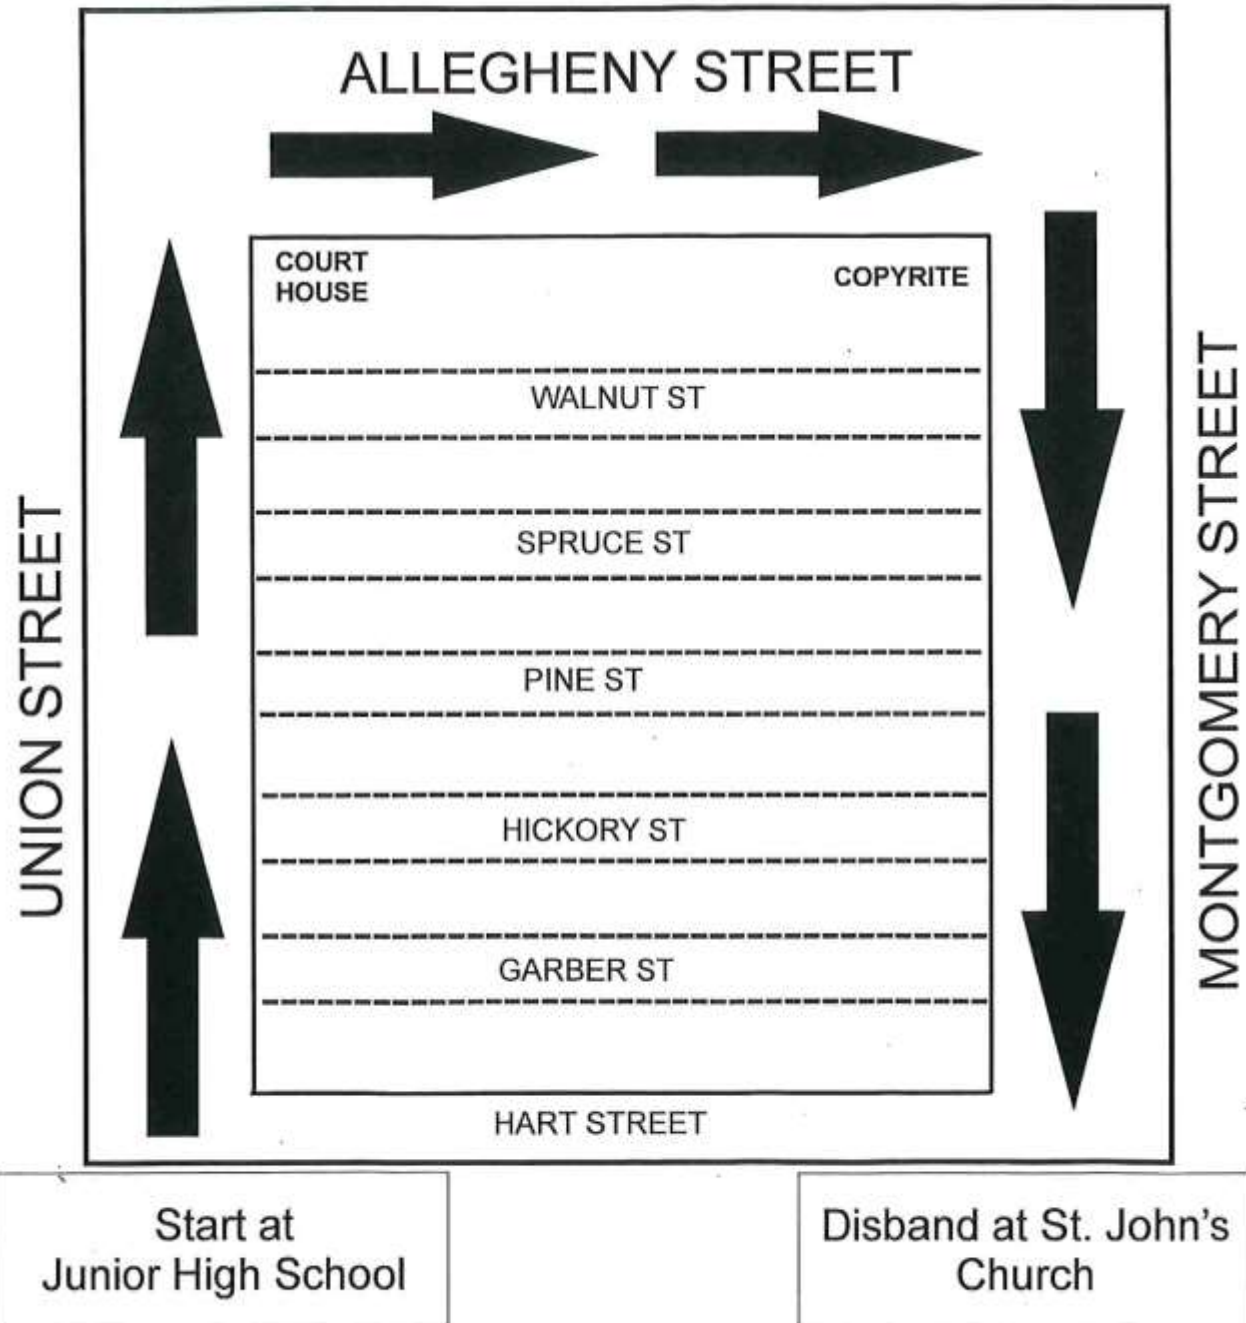 ALLEGHENY STREET
COURT
HOUSE
COPYRITE
WALNUT ST
SPRUCE ST
PINE ST
HICKORY ST
GARBER ST
HART STREET
UNION STREET
MONTGOMERY STREET
Start at
Junior High School
Disband at St. John's
Church